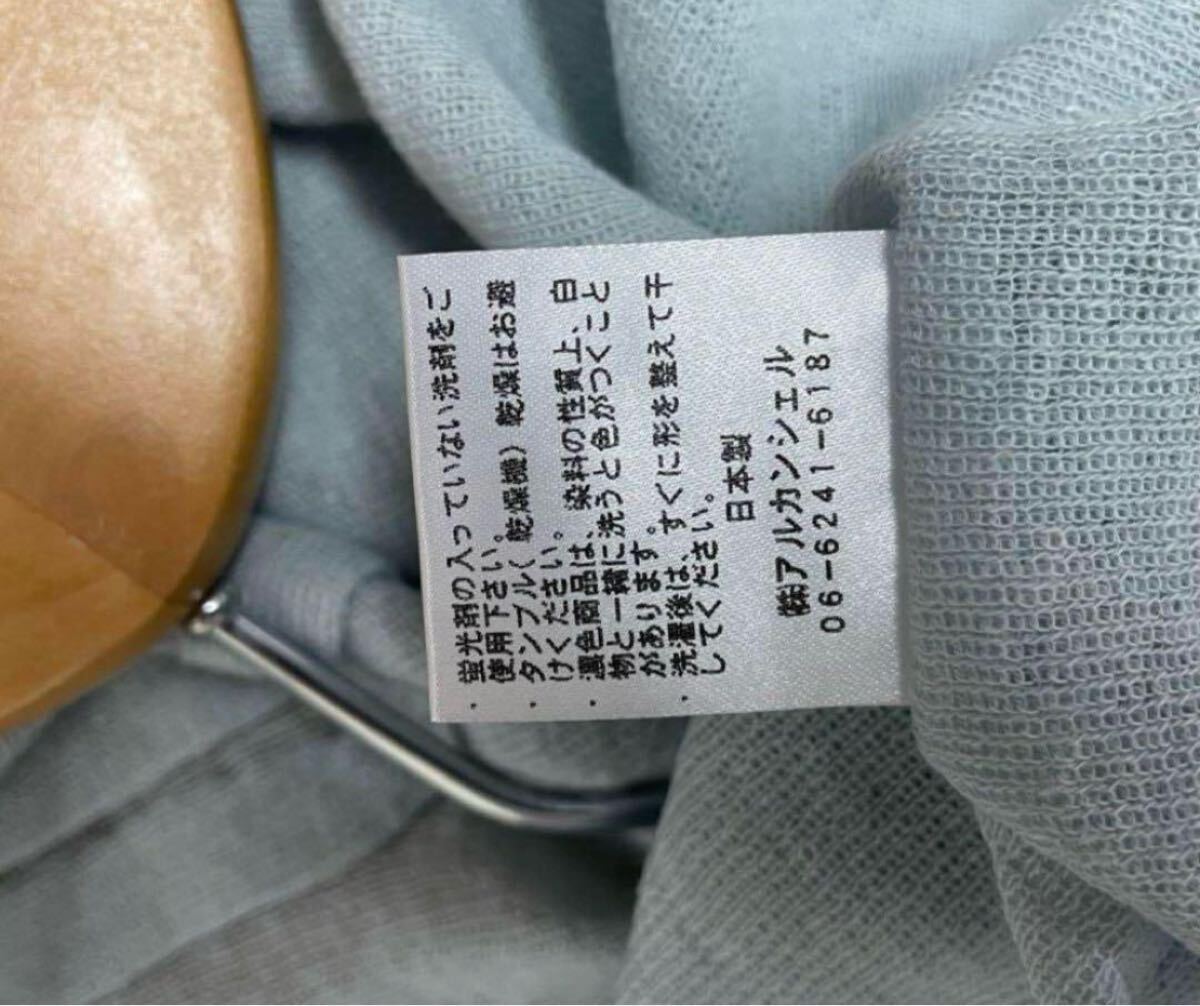 ・蛍光剤の入っていない洗剤をご
使用下さい。
・タンブル（乾燥機）乾燥はお避
けください。
・濃色商品は、染料の性質上、白
物と一緒に洗うと色がつくこと
があります。
・洗濯後は、すぐに形を整えて干
してください。
日本製
㈱アルカンシェル
06-6241-6187